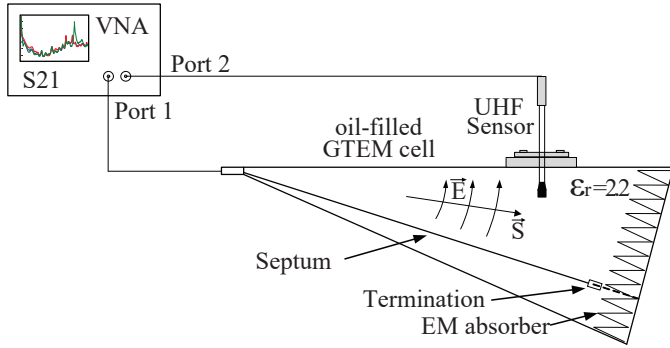 VNA
S21
Port 2
Port 1
UHF
Sensor
oil-filled
GTEM cell
E
εr=2.2
S
Septum
Termination
EM absorber